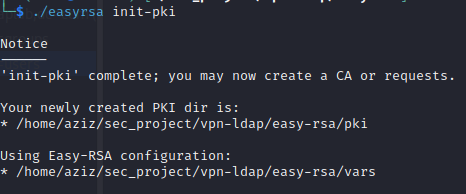 └─$ ./easyrsa init-pki
Notice
------
'init-pki' complete; you may now create a CA or requests.
Your newly created PKI dir is:
* /home/aziz/sec_project/vpn-ldap/easy-rsa/pki
Using Easy-RSA configuration:
* /home/aziz/sec_project/vpn-ldap/easy-rsa/vars